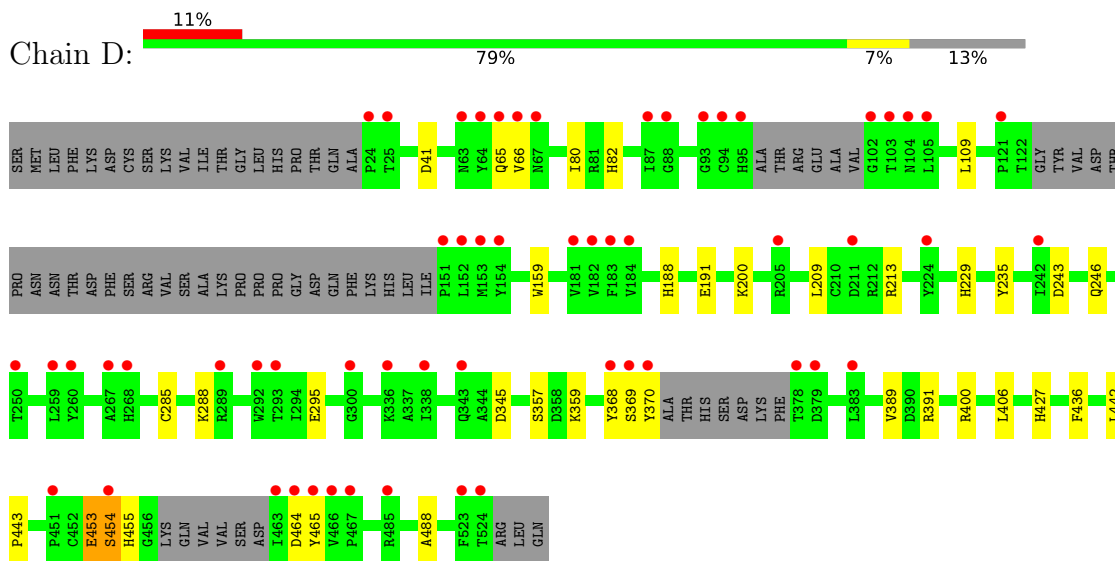 11%
Chain D:
79% 7% 13%
SER MET LEU PHE LYS ASP CYS SER LYS VAL ILE THR GLY LEU HIS PRO THR GLN ALA P24 T25 D41 N63 Y64 Q65 V66 N67 I80 R81 H82 I87 G88 G93 C94 H95 ALA THR ARG GLU ALA VAL G102 T103 N104 L105 L109 P121 T122 GLY TYR VAL ASP THR
PRO ASN ASN THR ASP PHE SER ARG VAL SER ALA LYS PRO PRO PRO GLY ASP GLN PHE LYS HIS LEU ILE P151 L152 M153 Y154 W159 V181 V182 F183 V184 H188 E191 K200 R205 L209 C210 D211 R212 R213 Y224 H229 Y235 I242 D243 Q246
T250 L259 Y260 A267 H268 C285 K288 R289 W292 T293 I294 E295 G300 K336 A337 I338 Q343 A344 D345 S357 D358 K359 Y368 S369 Y370 ALA THR HIS SER ASP LYS PHE T378 D379 L383 V389 D390 R391 R400 L406 H427 F436 L442
P443 P451 C452 E453 S454 H455 G456 LYS GLN VAL VAL SER ASP I463 D464 Y465 V466 P467 R485 A488 F523 T524 ARG LEU GLN